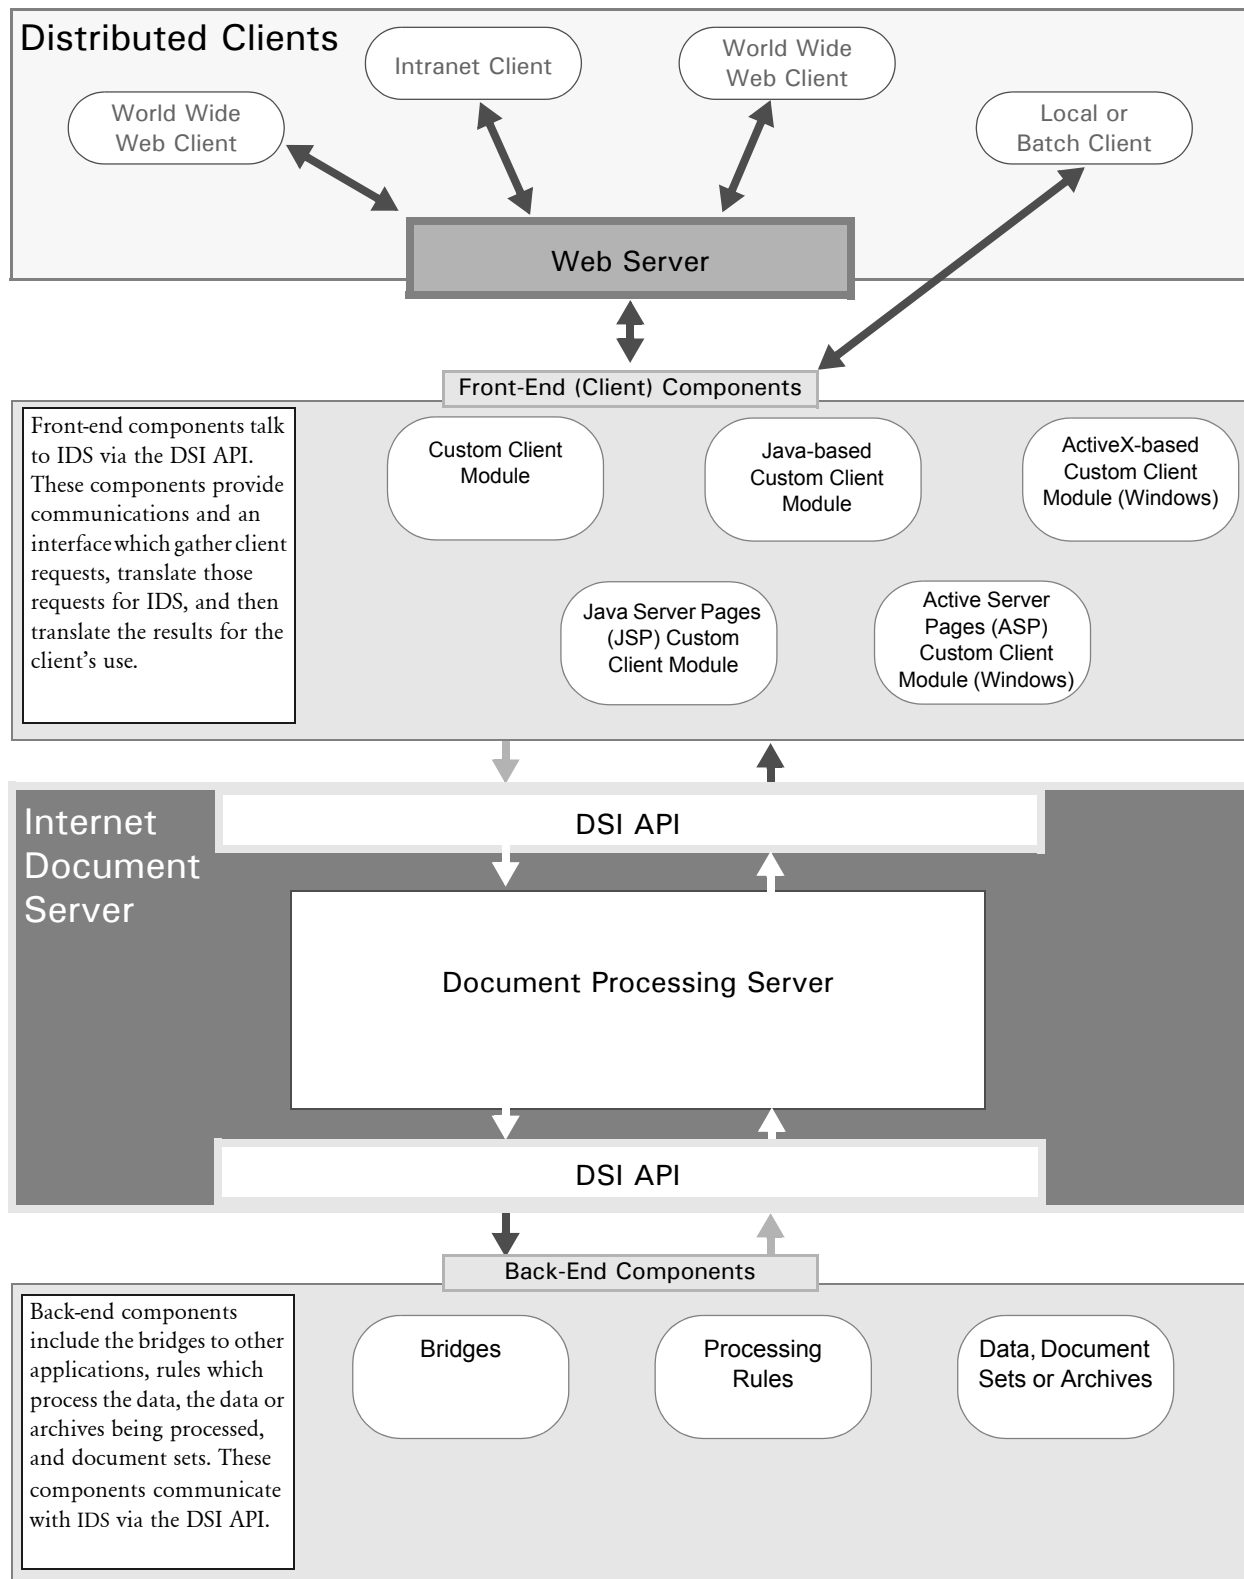 Distributed Clients
Intranet Client
World Wide
Web Client
World Wide
Web Client
Local or
Batch Client
Web Server
Front-End (Client) Components
Front-end components talk
to IDS via the DSI API.
These components provide
communications and an
interface which gather client
requests, translate those
requests for IDS, and then
translate the results for the
client's use.
Custom Client
Module
Java-based
Custom Client
Module
ActiveX-based
Custom Client
Module (Windows)
Java Server Pages
(JSP) Custom
Client Module
Active Server
Pages (ASP)
Custom Client
Module (Windows)
Internet
Document
Server
DSI API
Document Processing Server
DSI API
Back-End Components
Back-end components
include the bridges to other
applications, rules which
process the data, the data or
archives being processed,
and document sets. These
components communicate
with IDS via the DSI API.
Bridges
Processing
Rules
Data, Document
Sets or Archives